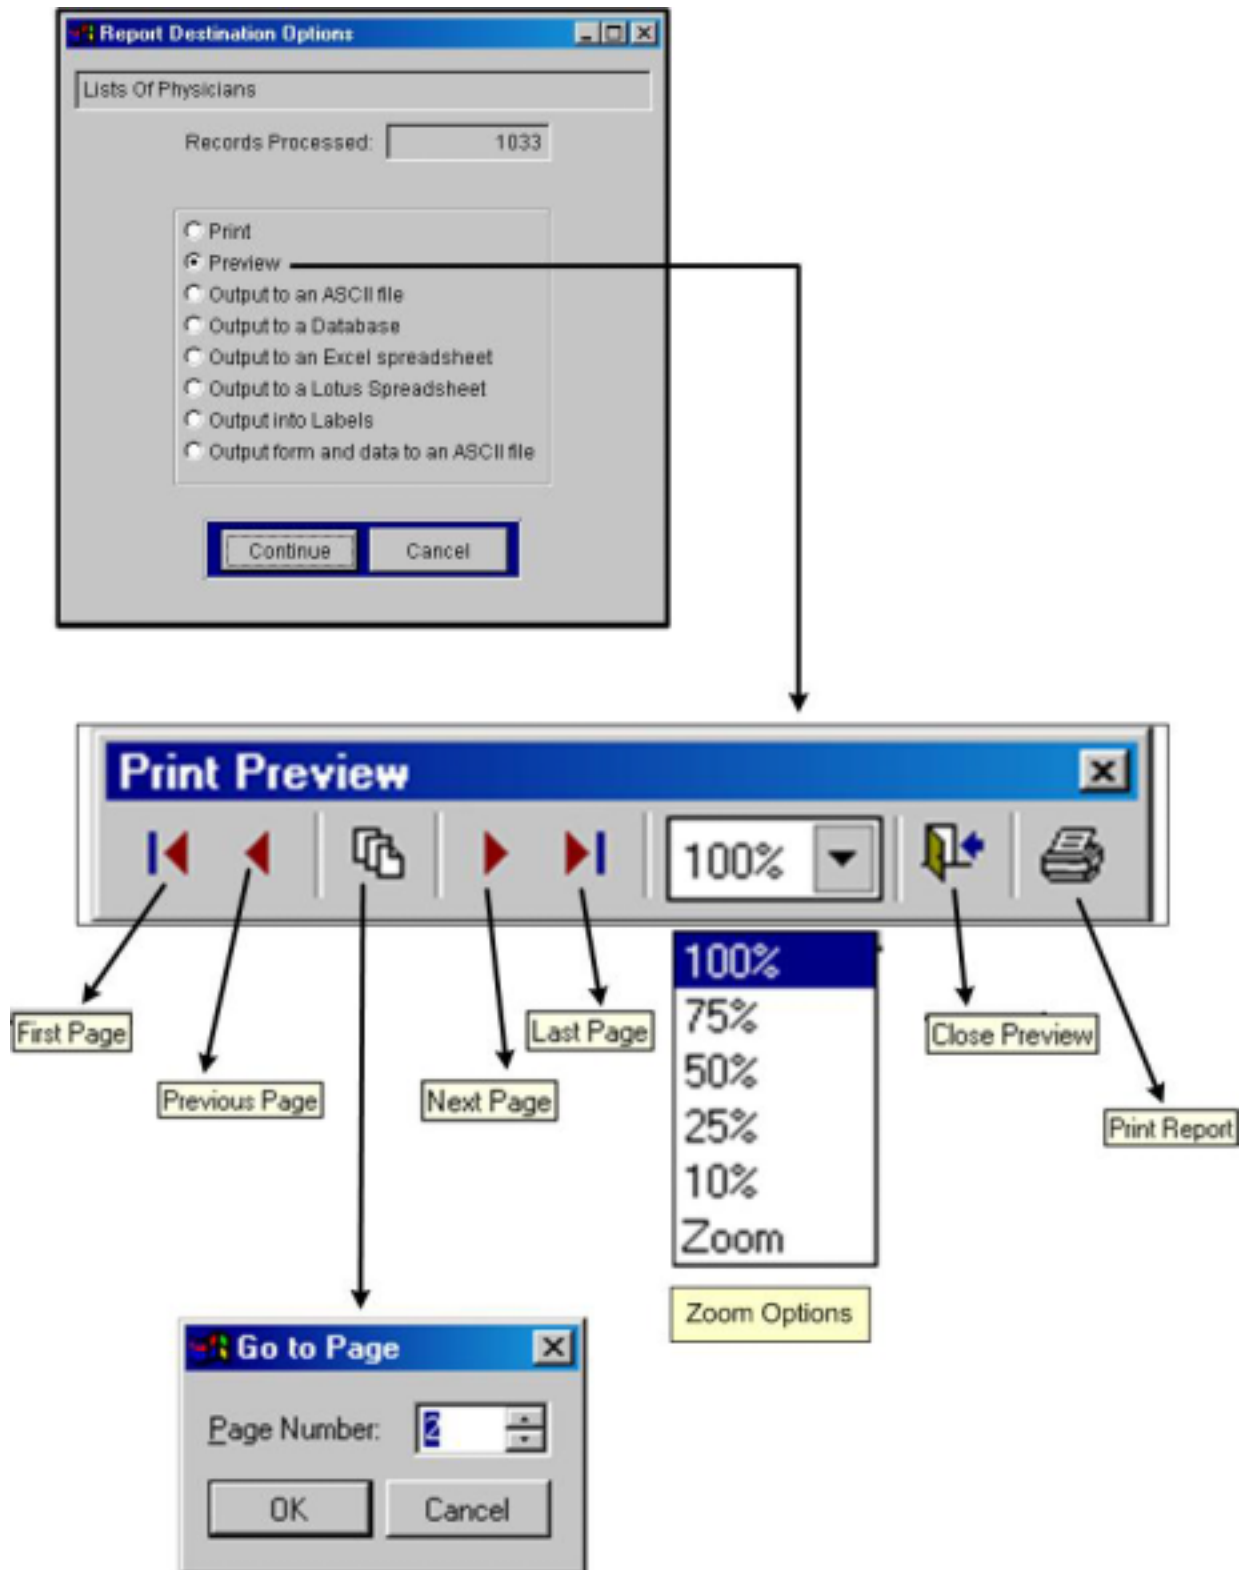 Report Destination Options
Lists Of Physicians
Records Processed: 1033
Print
Preview
Output to an ASCII file
Output to a Database
Output to an Excel spreadsheet
Output to a Lotus Spreadsheet
Output into Labels
Output form and data to an ASCII file
Continue Cancel
Print Preview
100%
100%
75%
50%
25%
10%
Zoom
First Page
Previous Page
Next Page
Last Page
Close Preview
Print Report
Zoom Options
Go to Page
Page Number: 2
OK Cancel